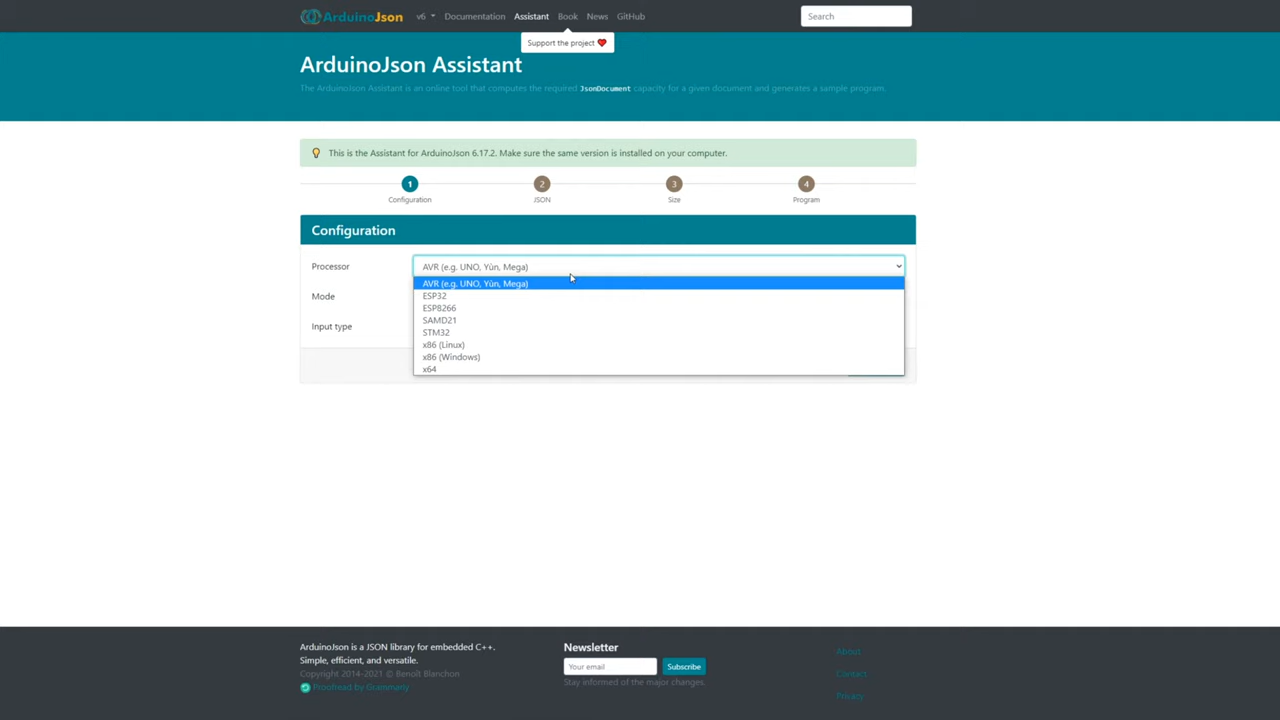 ArduinoJson v6 Documentation Assistant Book News GitHub Search
Support the project
ArduinoJson Assistant
The ArduinoJson Assistant is an online tool that computes the required JsonDocument capacity for a given document and generates a sample program.
This is the Assistant for ArduinoJson 6.17.2. Make sure the same version is installed on your computer.
1 2 3 4
Configuration JSON Size Program
Configuration
Processor AVR (e.g. UNO, Yún, Mega)
AVR (e.g. UNO, Yún, Mega)
ESP32
Mode
ESP8266
SAMD21
Input type
STM32
x86 (Linux)
x86 (Windows)
x64
ArduinoJson is a JSON library for embedded C++.
Simple, efficient, and versatile.
Copyright 2014-2021 © Benoît Blanchon
Proofread by Grammarly
Newsletter
Your email Subscribe
Stay informed of the major changes.
About
Contact
Privacy